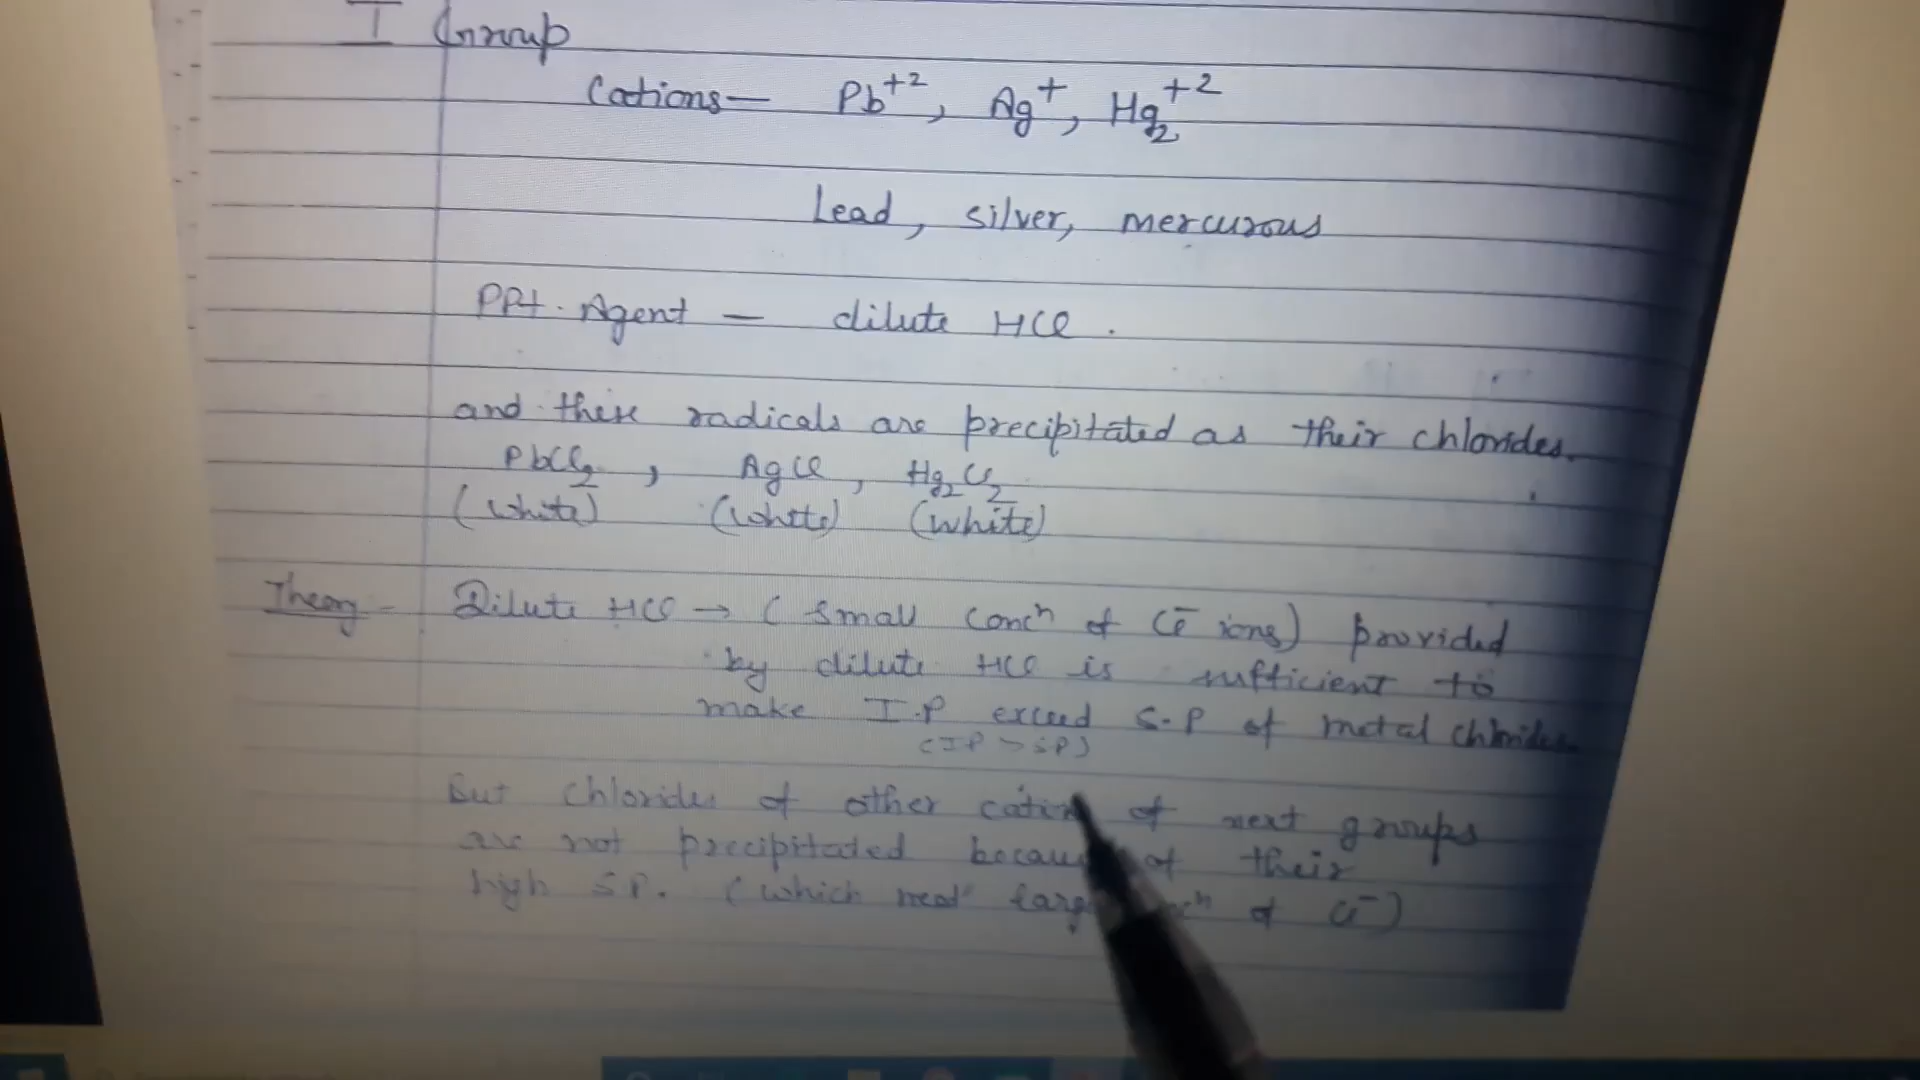 I Group
Cations— Pb+2, Ag+, Hg2+2
Lead, silver, mercurous
PPt. Agent — dilute HCl.
and these radicals are precipitated as their chlorides.
PbCl2, AgCl, Hg2Cl2
(white) (white) (white)
Theory - Dilute HCl → (small concn of Cl- ions) provided
by dilute HCl is sufficient to
make I.P exceed S.P of metal chlorides
(IP > SP)
But chlorides of other cation of next groups
are not precipitated because of their
high SP. (which need of Cl-)